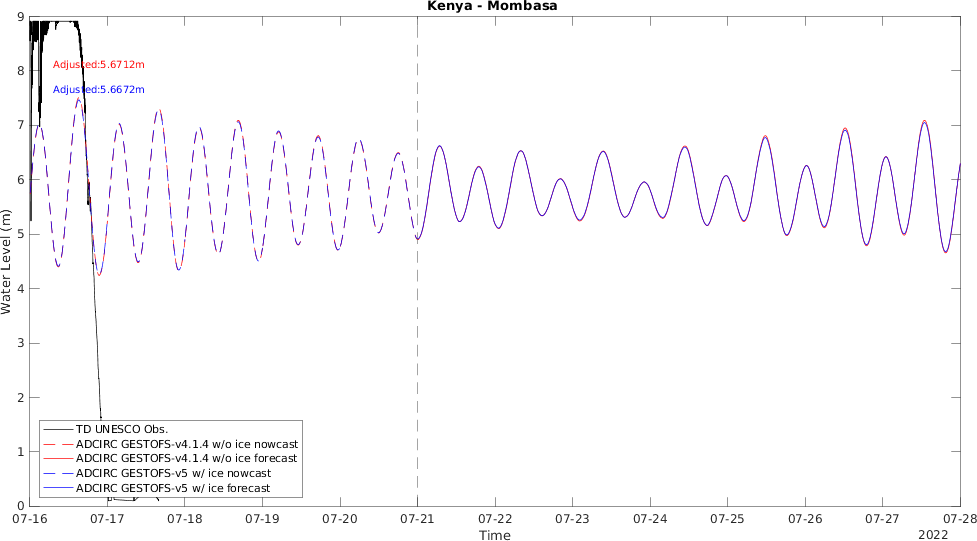 Kenya - Mombasa
9
8
7
6
5
4
3
2
1
0
Water Level (m)
Adjusted:5.6712m
Adjusted:5.6672m
TD UNESCO Obs.
ADCIRC GESTOFS-v4.1.4 w/o ice nowcast
ADCIRC GESTOFS-v4.1.4 w/o ice forecast
ADCIRC GESTOFS-v5 w/ ice nowcast
ADCIRC GESTOFS-v5 w/ ice forecast
07-16 07-17 07-18 07-19 07-20 07-21 07-22 07-23 07-24 07-25 07-26 07-27 07-28
Time
2022